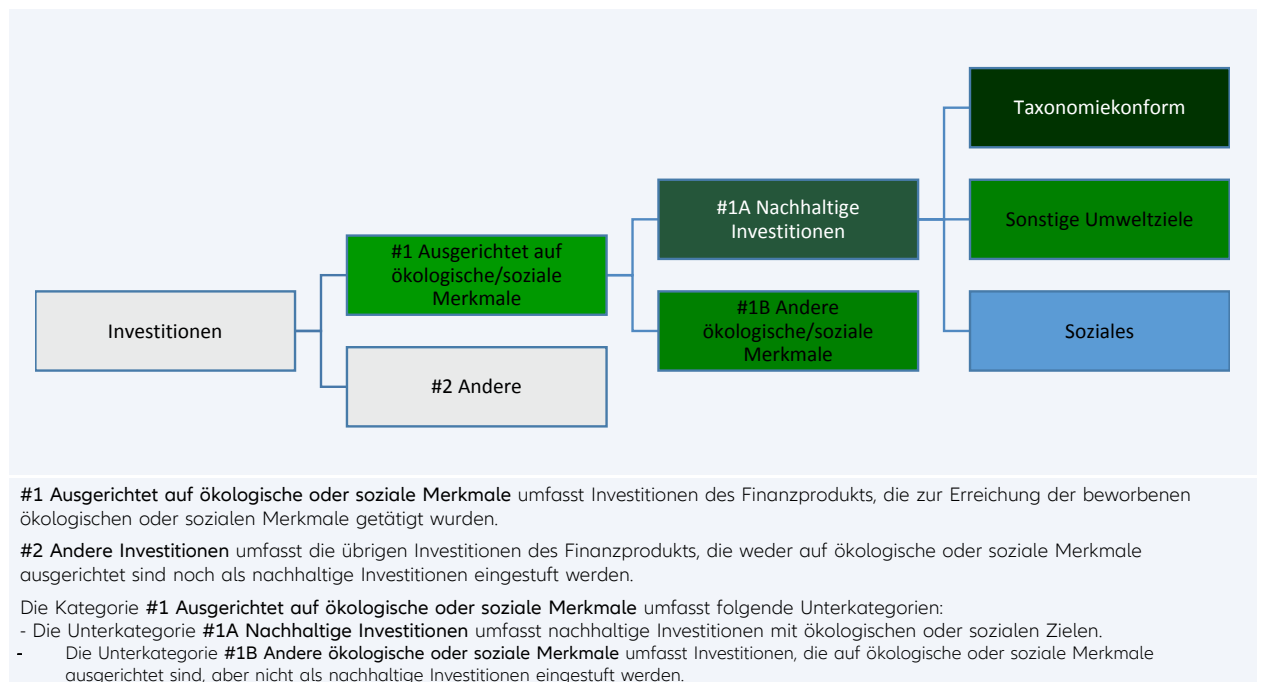 Taxonomiekonform
#1A Nachhaltige
Investitionen
Sonstige Umweltziele
#1 Ausgerichtet auf
ökologische/soziale
Merkmale
#1B Andere
ökologische/soziale
Merkmale
Investitionen
Soziales
#2 Andere
#1 Ausgerichtet auf ökologische oder soziale Merkmale umfasst Investitionen des Finanzprodukts, die zur Erreichung der beworbenen
ökologischen oder sozialen Merkmale getätigt wurden.
#2 Andere Investitionen umfasst die übrigen Investitionen des Finanzprodukts, die weder auf ökologische oder soziale Merkmale
ausgerichtet sind noch als nachhaltige Investitionen eingestuft werden.
Die Kategorie #1 Ausgerichtet auf ökologische oder soziale Merkmale umfasst folgende Unterkategorien:
- Die Unterkategorie #1A Nachhaltige Investitionen umfasst nachhaltige Investitionen mit ökologischen oder sozialen Zielen.
- Die Unterkategorie #1B Andere ökologische oder soziale Merkmale umfasst Investitionen, die auf ökologische oder soziale Merkmale
ausgerichtet sind, aber nicht als nachhaltige Investitionen eingestuft werden.